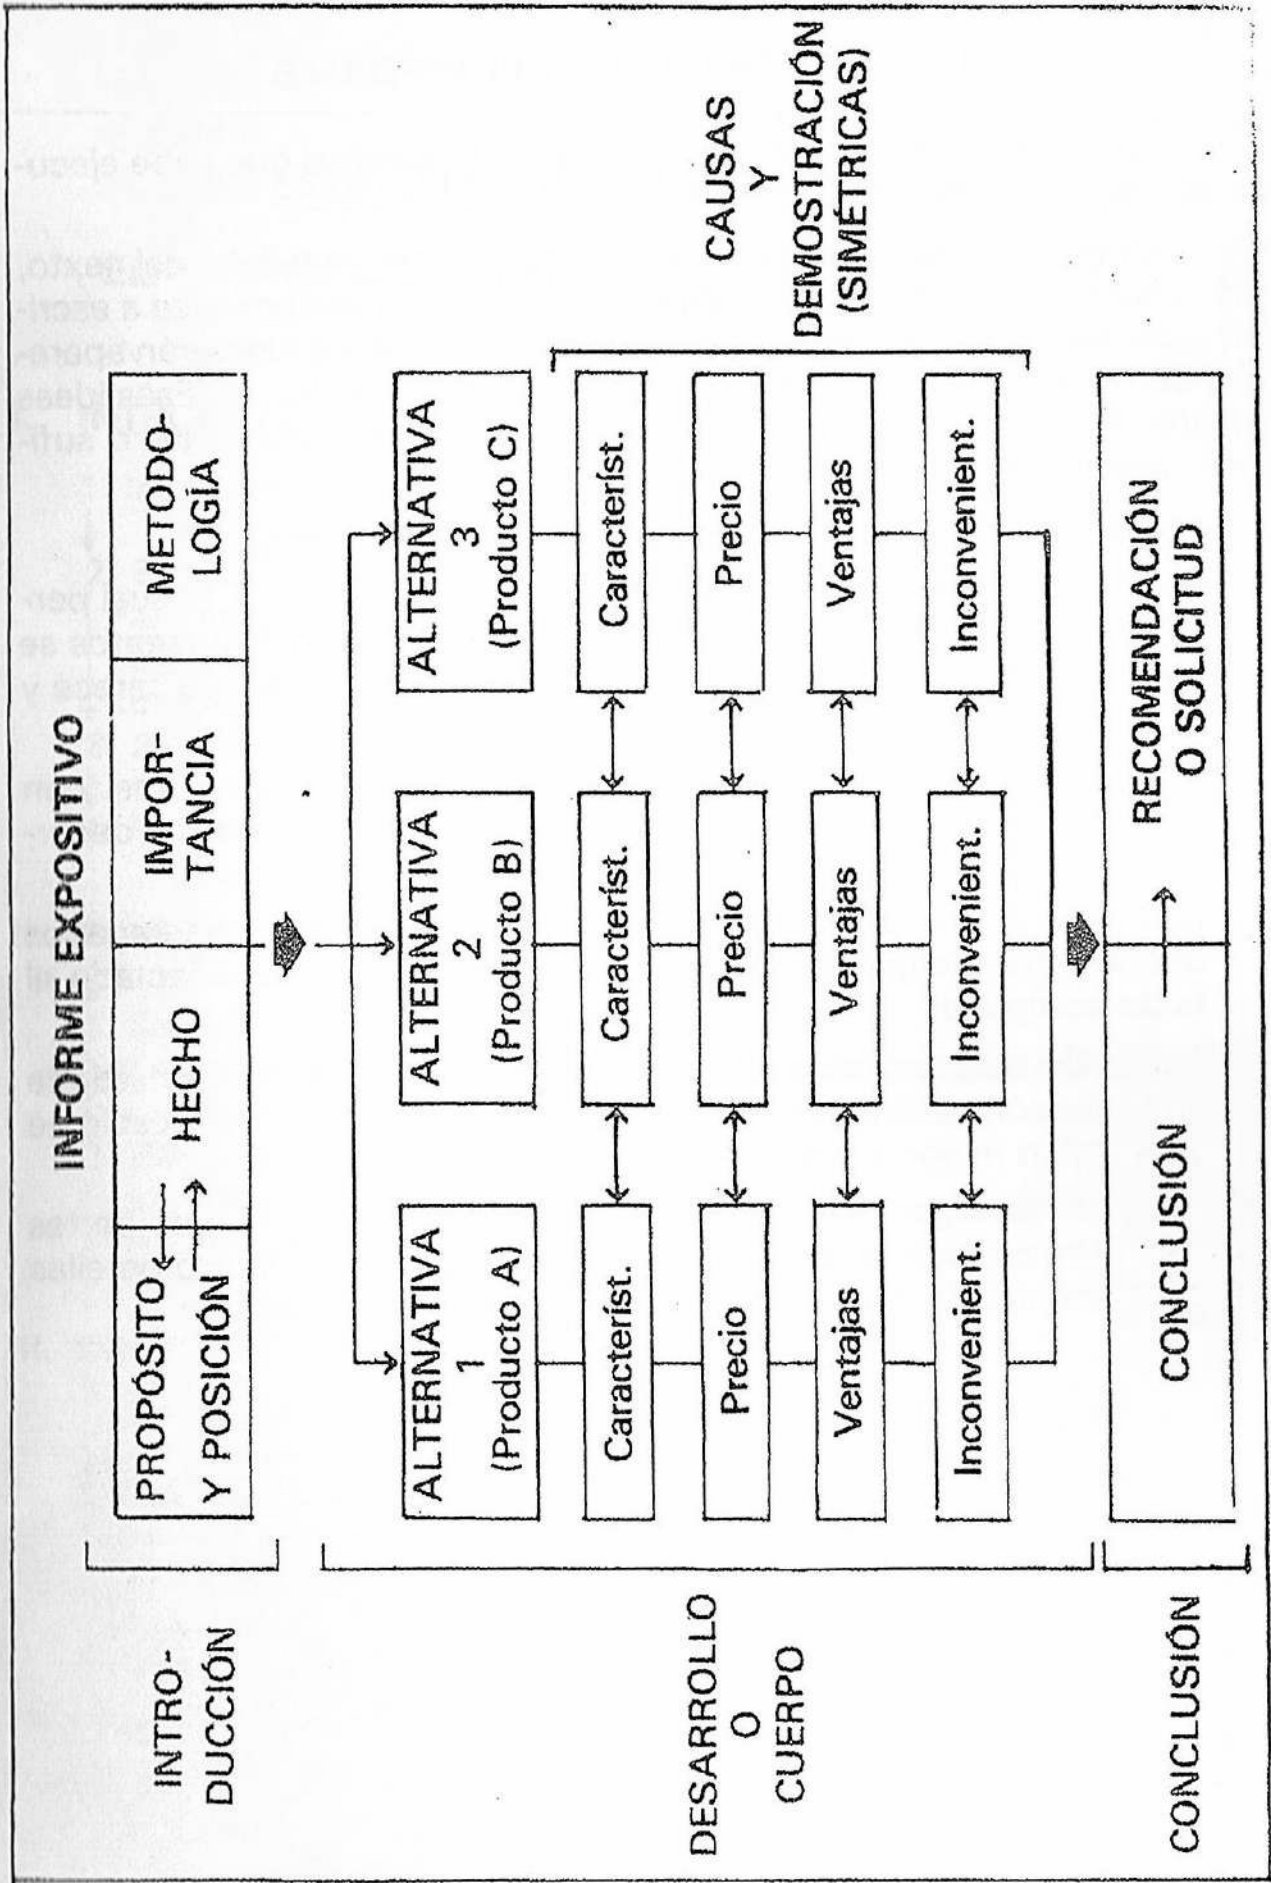 INFORME EXPOSITIVO
INTRO-
DUCCIÓN
PROPÓSITO
Y POSICIÓN
HECHO
IMPOR-
TANCIA
METODO-
LOGÍA
DESARROLLO
O
CUERPO
ALTERNATIVA
1
(Producto A)
ALTERNATIVA
2
(Producto B)
ALTERNATIVA
3
(Producto C)
Característ.
Característ.
Característ.
Precio
Precio
Precio
Ventajas
Ventajas
Ventajas
Inconvenient.
Inconvenient.
Inconvenient.
CAUSAS
Y
DEMOSTRACIÓN
(SIMÉTRICAS)
CONCLUSIÓN
CONCLUSIÓN
RECOMENDACIÓN
O SOLICITUD